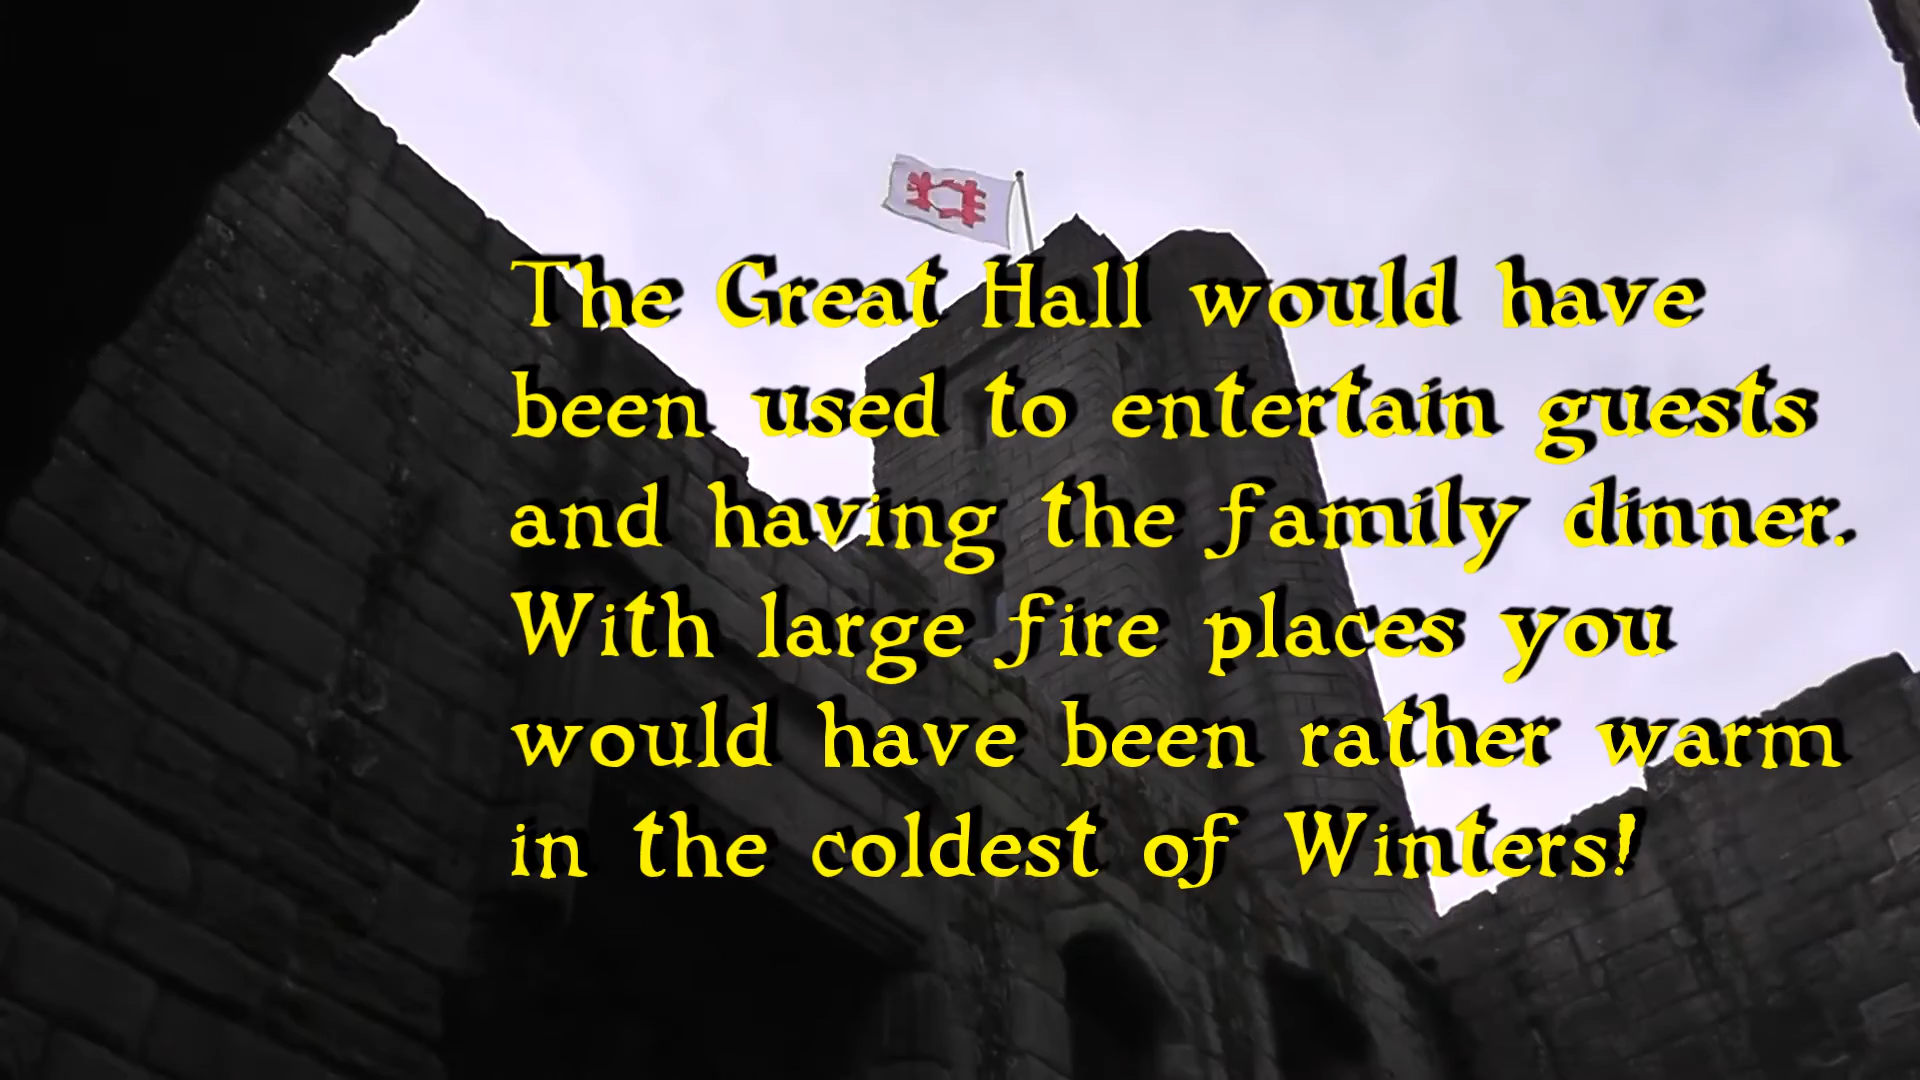 The Great Hall would have
been used to entertain guests
and having the family dinner.
With large fire places you
would have been rather warm
in the coldest of Winters!